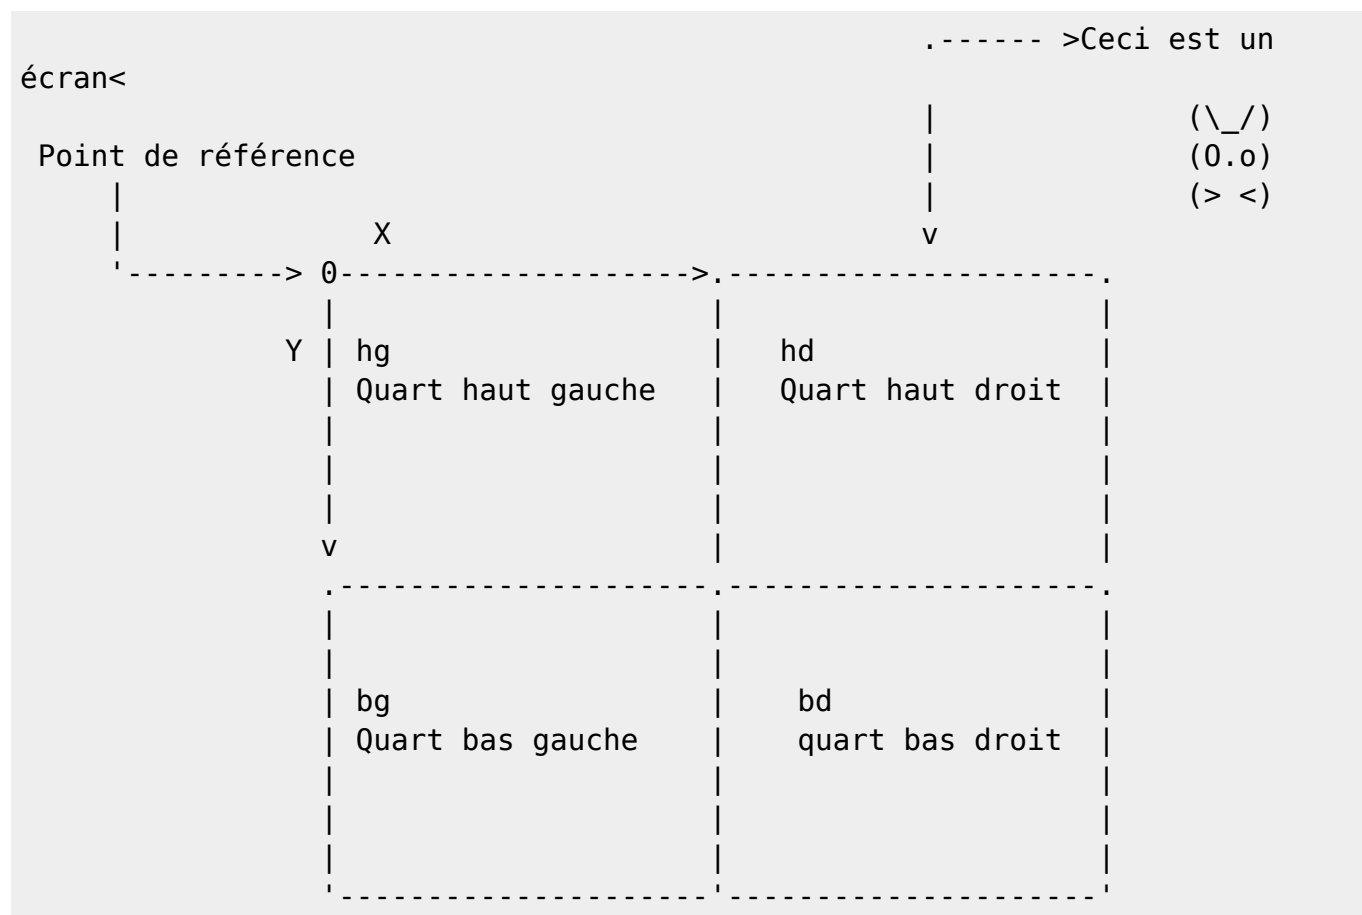 .------ >Ceci est un
écran<
| (\_/)
Point de référence | (O.o)
| | (> <)
| X v
'---------> 0-------------------->.---------------------.
| | |
Y | hg | hd |
| Quart haut gauche | Quart haut droit |
| | |
| | |
| | |
v | |
.---------------------.---------------------.
| | |
| | |
| bg | bd |
| Quart bas gauche | quart bas droit |
| | |
| | |
| | |
'---------------------'---------------------'